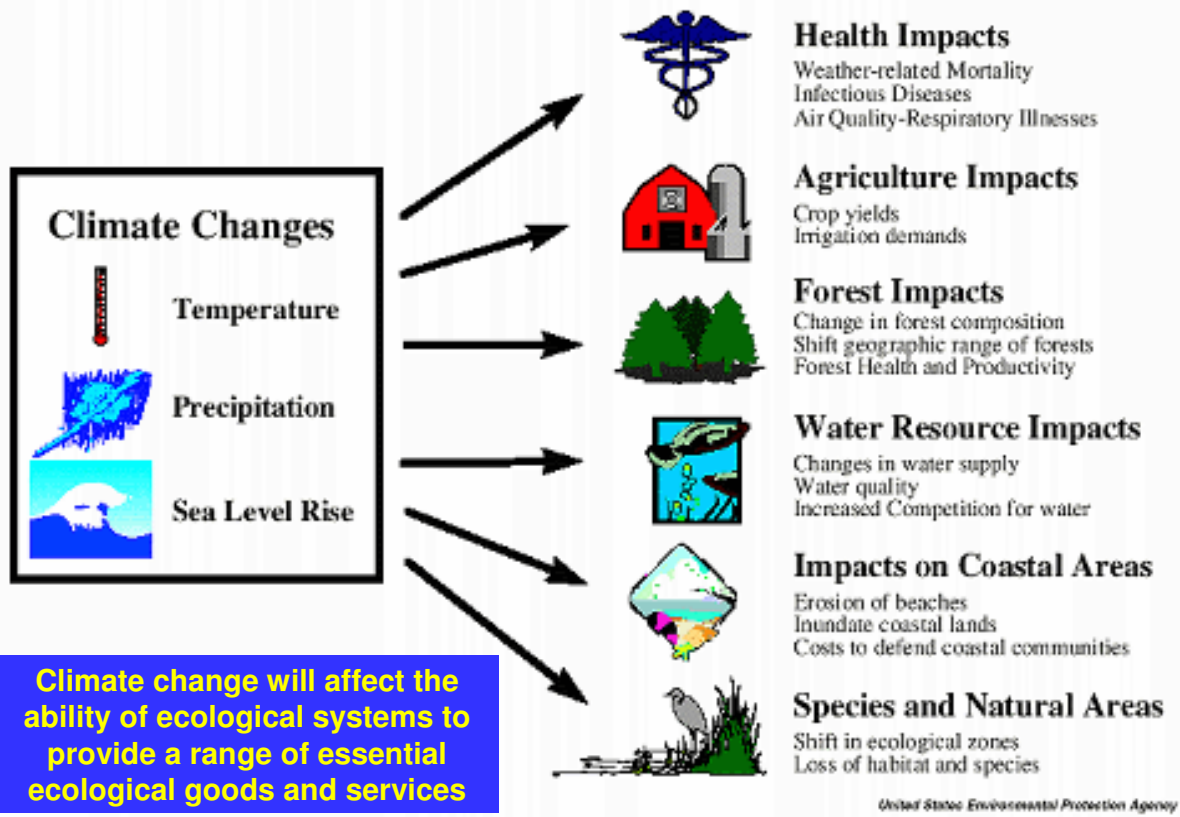 Climate Changes
Temperature
Precipitation
Sea Level Rise
Climate change will affect the
ability of ecological systems to
provide a range of essential
ecological goods and services
Health Impacts
Weather-related Mortality
Infectious Diseases
Air Quality-Respiratory Illnesses
Agriculture Impacts
Crop yields
Irrigation demands
Forest Impacts
Change in forest composition
Shift geographic range of forests
Forest Health and Productivity
Water Resource Impacts
Changes in water supply
Water quality
Increased Competition for water
Impacts on Coastal Areas
Erosion of beaches
Inundate coastal lands
Costs to defend coastal communities
Species and Natural Areas
Shift in ecological zones
Loss of habitat and species
United States Environmental Protection Agency